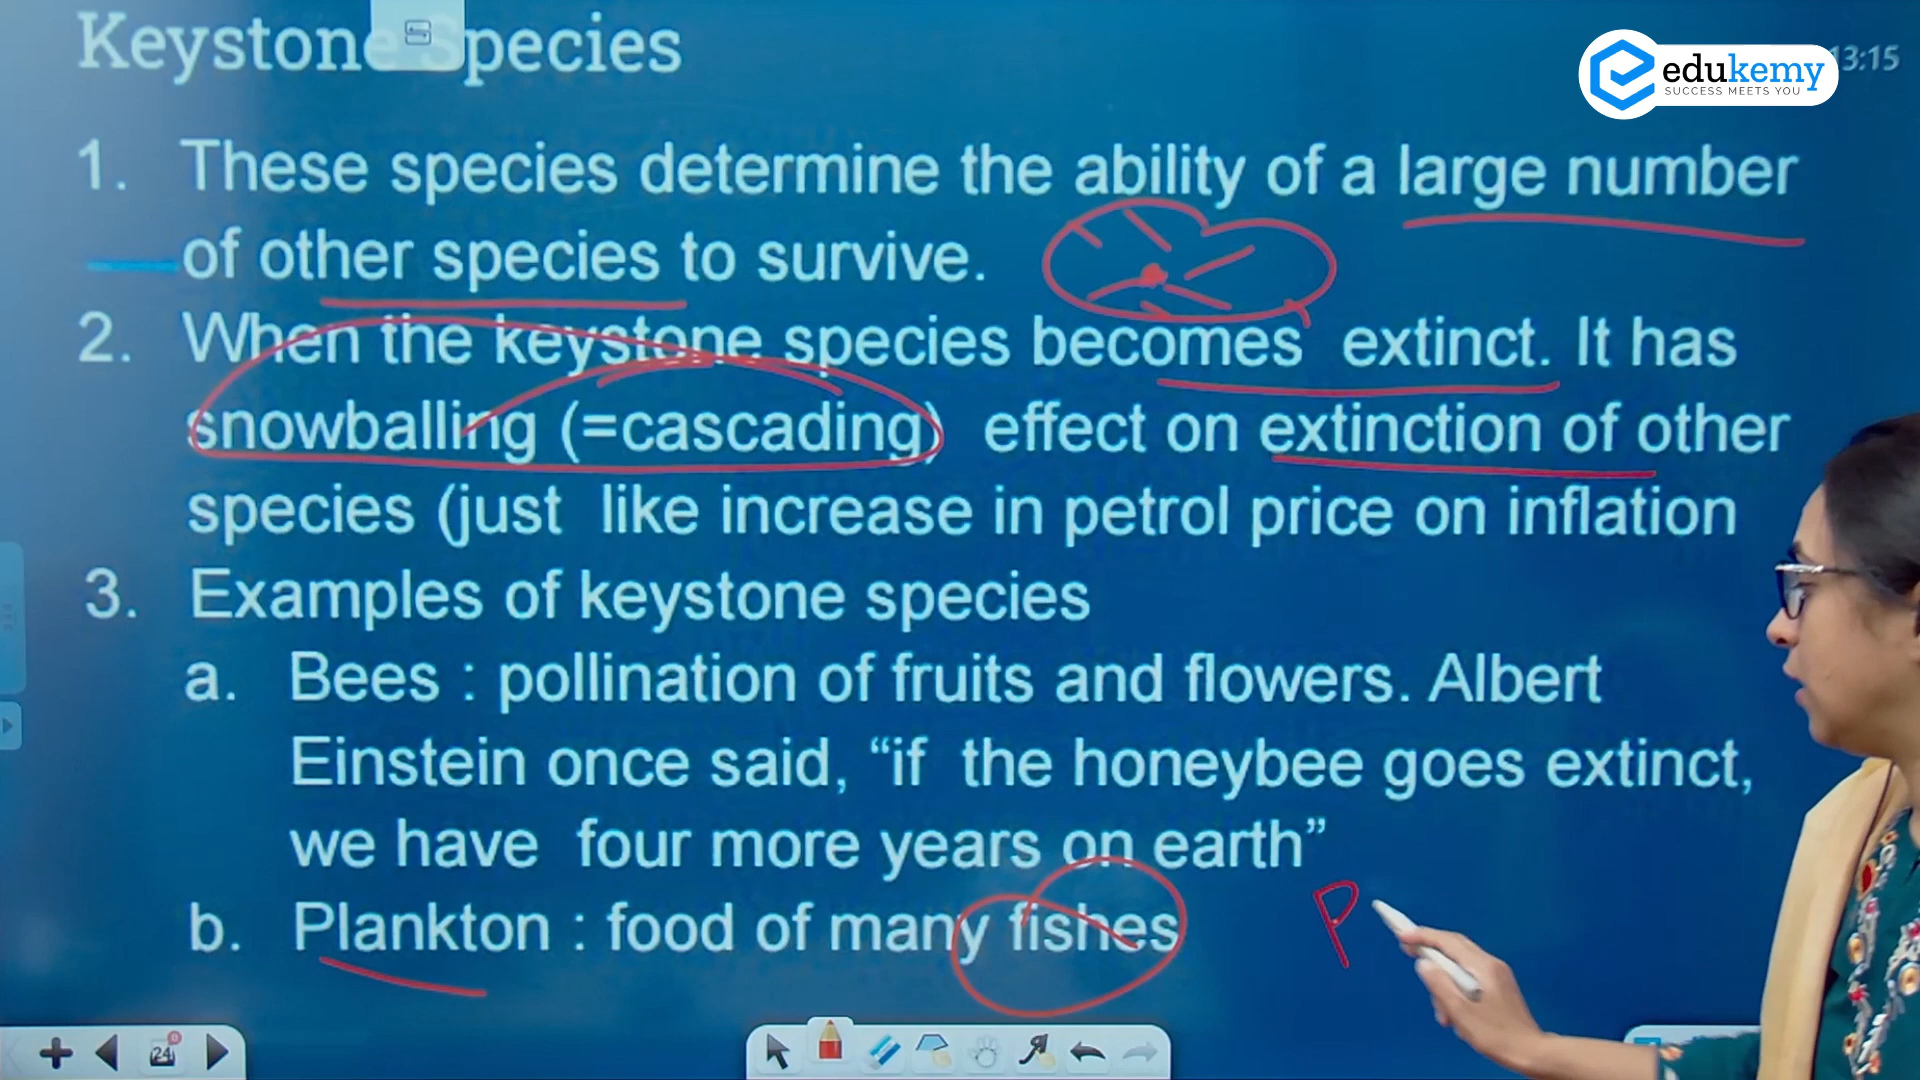 Keystone Species
edukemy
SUCCESS MEETS YOU
13:15
1. These species determine the ability of a large number
of other species to survive.
2. When the keystone species becomes extinct. It has
snowballing (=cascading) effect on extinction of other
species (just like increase in petrol price on inflation
3. Examples of keystone species
a. Bees : pollination of fruits and flowers. Albert
Einstein once said, “if the honeybee goes extinct,
we have four more years on earth”
b. Plankton : food of many fishes
P
24